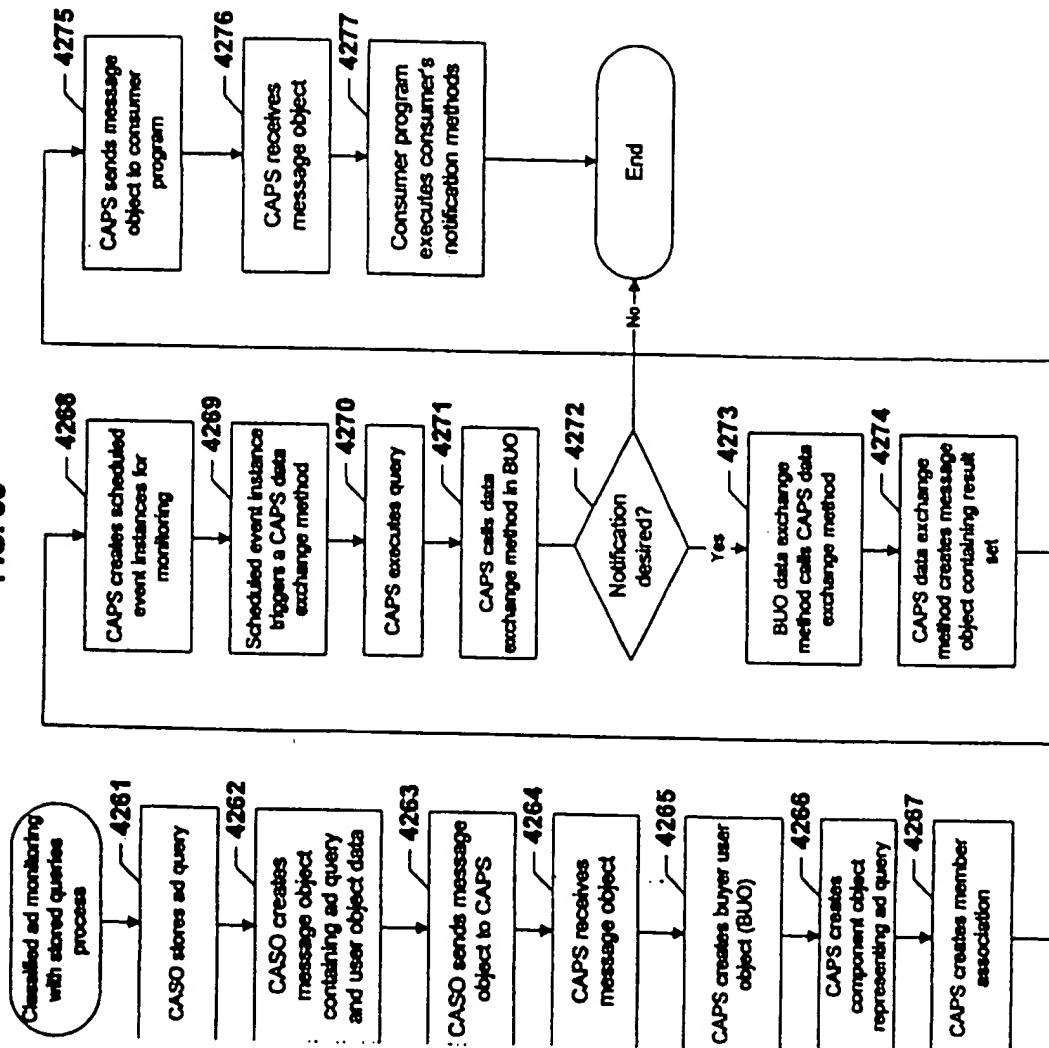 Classified ad monitoring
with stored queries
process
4261
CASO stores ad query
4262
CASO creates
message object
containing ad query
and user object data
4263
CASO sends message
object to CAPS
4264
CAPS receives
message object
4265
CAPS creates buyer user
object (BUO)
4266
CAPS creates
component object
representing ad query
4267
CAPS creates member
association
4268
CAPS creates scheduled
event instances for
monitoring
4269
Scheduled event instance
triggers a CAPS data
exchange method
4270
CAPS executes query
4271
CAPS calls data
exchange method in BUO
4272
Notification
desired?
No
Yes
4273
BUO data exchange
method calls CAPS data
exchange method
4274
CAPS data exchange
method creates message
object containing result
set
4275
CAPS sends message
object to consumer
program
4276
CAPS receives
message object
4277
Consumer program
executes consumer's
notification methods
End